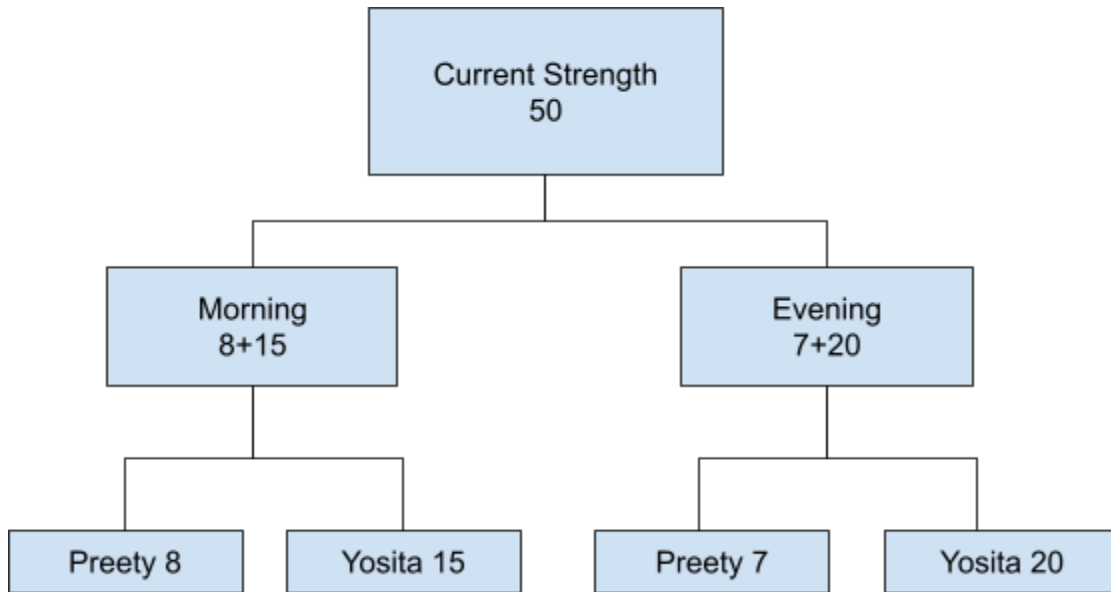 Current Strength
50
Morning
8+15
Evening
7+20
Preety 8
Yosita 15
Preety 7
Yosita 20